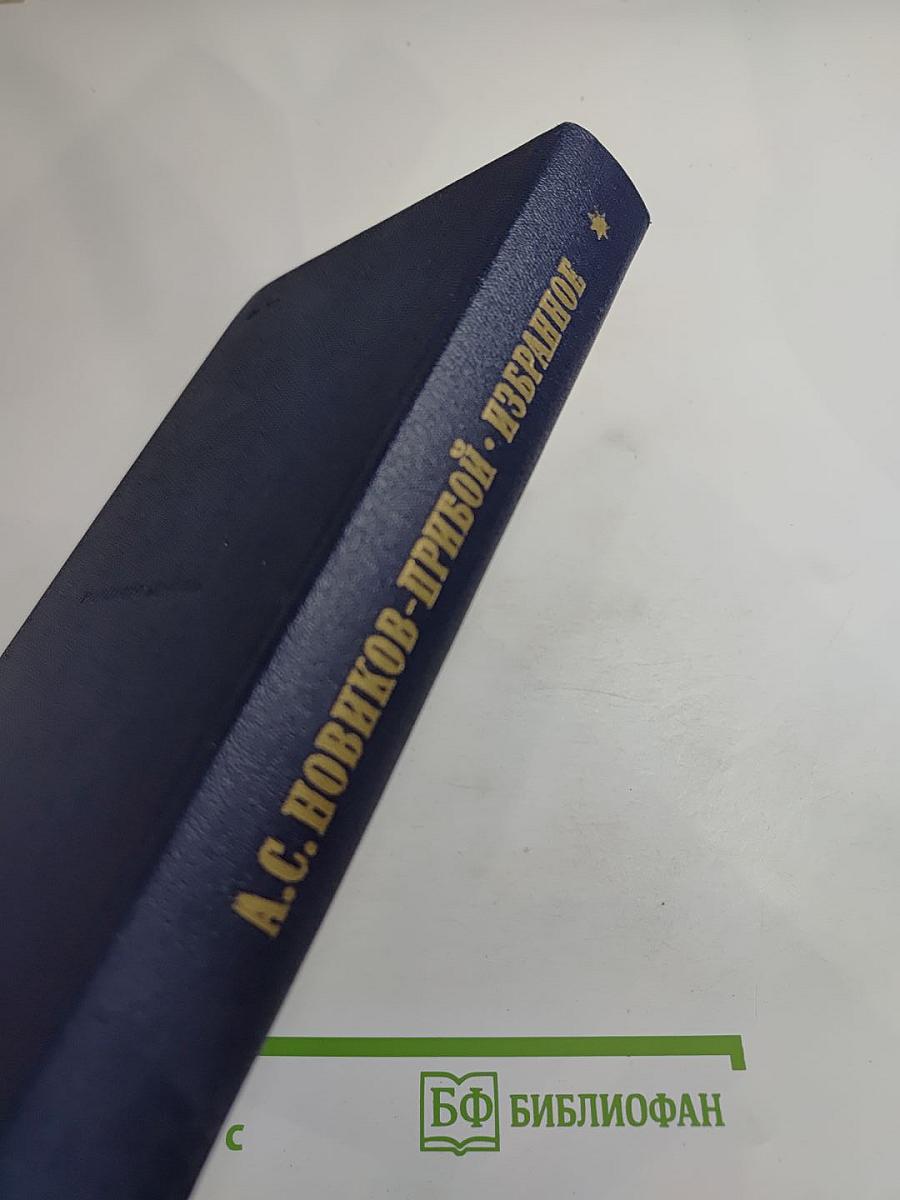 А.С. НОВИКОВ-ПРИБОЙ · ИЗБРАННОЕ
БФ БИБЛИОФАН
с